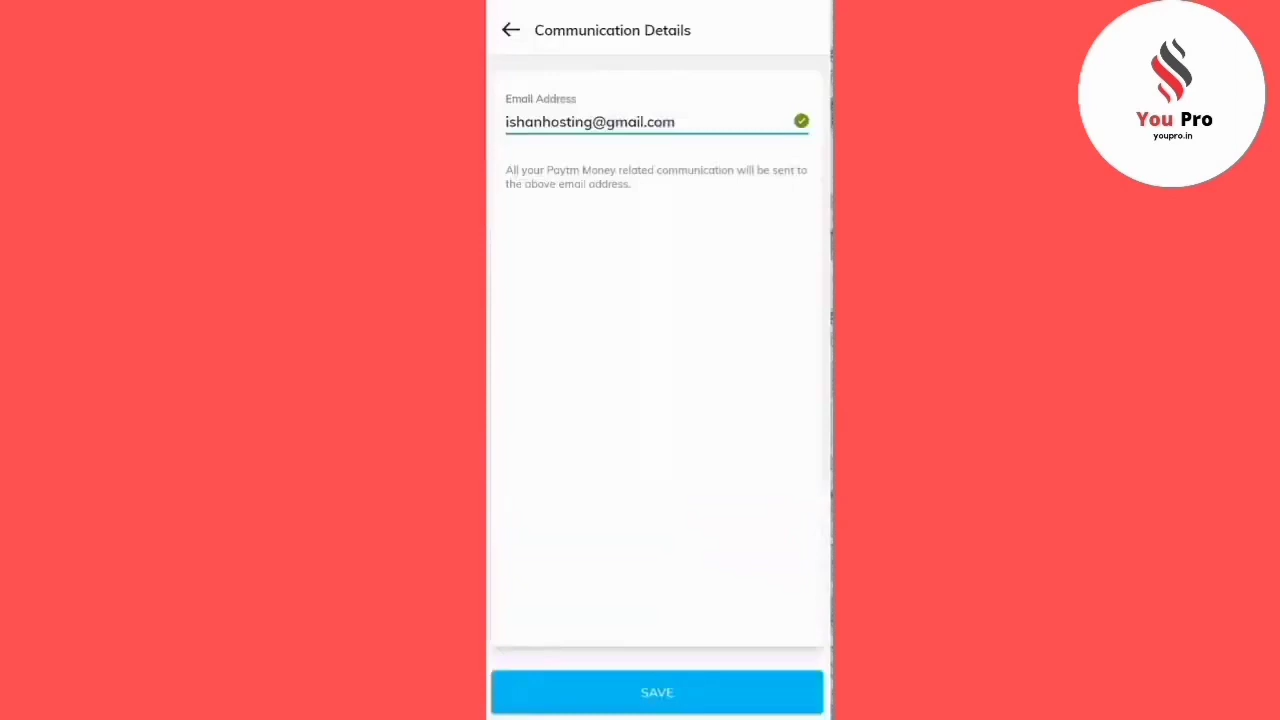 Communication Details
Email Address
ishanhosting@gmail.com
All your Paytm Money related communication will be sent to
the above email address.
SAVE
You Pro
youpro.in